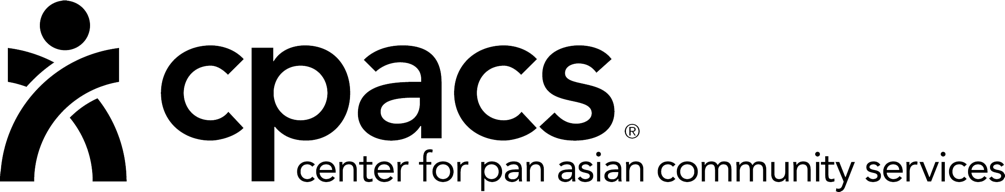 cpacs®
center for pan asian community services